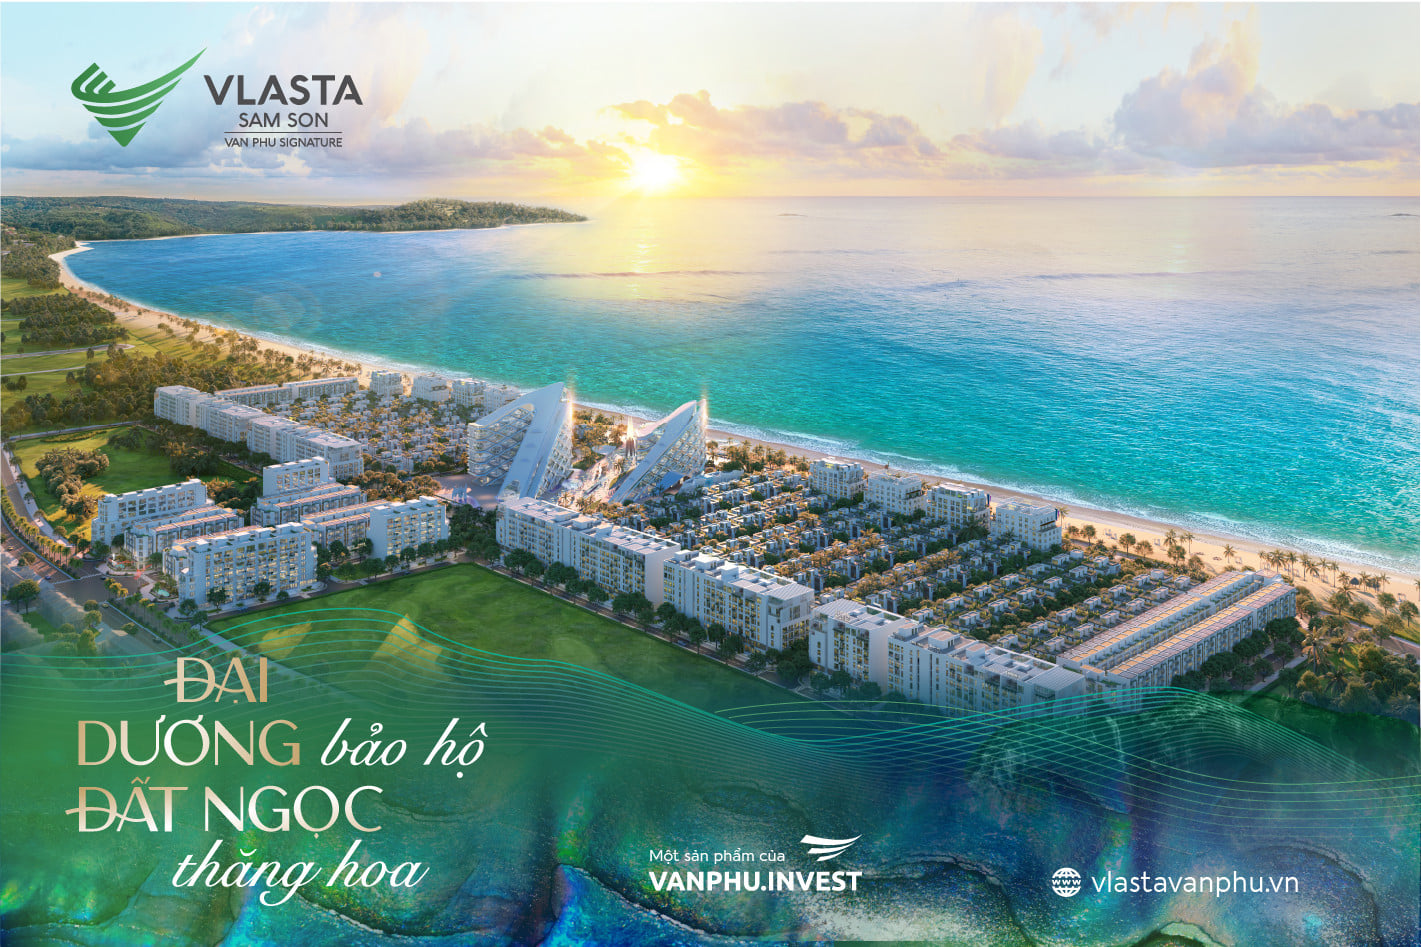 VLASTA
SAM SON
VAN PHU SIGNATURE
ĐẠI
DƯƠNG bảo hộ
ĐẤT NGỌC
thăng hoa
Một sản phẩm của
VANPHU.INVEST
www
vlastavanphu.vn